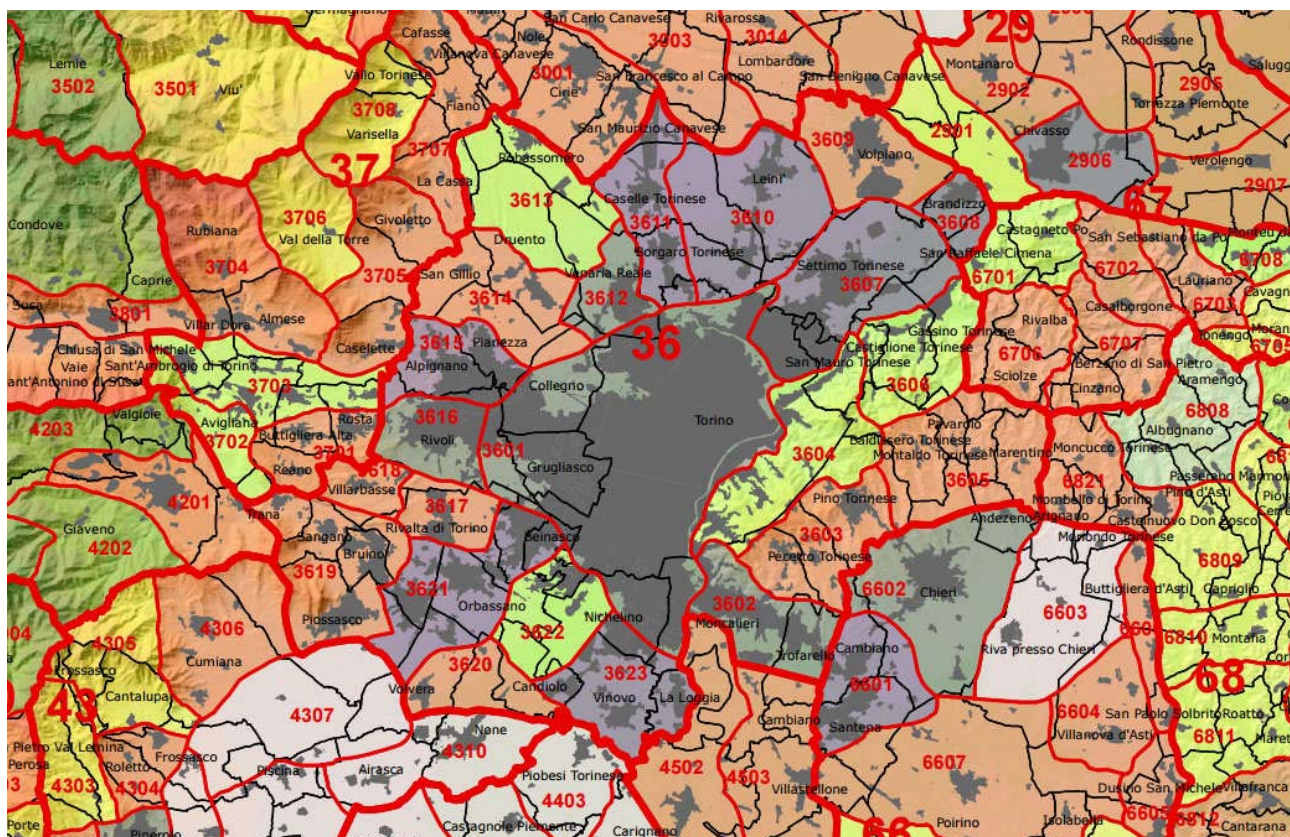 Germagnano
Cafasse
San Carlo Canavese
Rivarossa
29
Lemie
3502
3501
Viu'
Vallo Torinese
Villanova Canavese
Nole
3003
3014
Lombardore
Rondissone
Montanaro
3708
Varisella
Fiano
3001
Cirie'
San Francesco al Campo
San Benigno Canavese
2902
2905
Torrazza Piemonte
37
3707
San Maurizio Canavese
3609
Volpiano
2901
Chivasso
2906
Verolengo
2907
La Cassa
Robassomero
Leini'
Brandizzo
67
3613
Caselle Torinese
3611
3610
3608
Castagneto Po
Condove
Rubiana
3706
Givoletto
Val della Torre
Druento
Borgaro Torinese
San Raffaele Cimena
San Sebastiano da Po
6708
3704
3705
San Gillio
Venaria Reale
Settimo Torinese
6701
6702
Lauriano
Caprie
3614
3612
3607
Casalborgone
6703
Susa
3801
Villar Dora
Almese
Caselette
3615
Pianezza
36
Gassino Torinese
Rivalba
6707
Tonengo
6705
Chiusa di San Michele
Vaie
Sant'Ambrogio di Torino
Sant'Antonino di Susa
Alpignano
Castiglione Torinese
San Mauro Torinese
6706
Sciolze
Berzano di San Pietro
Cinzano
Aramengo
3703
Collegno
3606
6808
Valgioie
4203
Avigliana
3702
Rosta
Buttigliera Alta
3701
3616
Rivoli
3601
Torino
Pavarolo
Baldissero Torinese
Montaldo Torinese
Marentino
Moncucco Torinese
Albugnano
Reano
3618
Villarbasse
Grugliasco
3604
3605
6821
Mombello di Torino
Passerano Marmorito
Pino d'Asti
4201
Trana
3617
Rivalta di Torino
Pino Torinese
3603
Andezeno
Arignano
Castelnuovo Don Bosco
Giaveno
4202
Sangano
Bruino
Beinasco
Pecetto Torinese
Moriondo Torinese
3619
3621
Orbassano
6602
Chieri
Buttigliera d'Asti
6809
Capriglio
Piossasco
3622
Nichelino
3602
Moncalieri
6603
4305
4306
Cumiana
3620
Trofarello
Cambiano
Riva presso Chieri
6810
Montafia
Frossasco
Cantalupa
Volvera
Candiolo
3623
Vinovo
La Loggia
6601
68
43
4307
None
4310
Cambiano
Santena
6604
San Paolo Solbrito
Roatto
Villanova d'Asti
6811
Roletto
Frossasco
Piscina
Airasca
Piobesi Torinese
4502
4503
6607
4303
4304
4403
Villastellone
Dusino San Michele
Villafranca
Porte
Pinerolo
Castagnole Piemonte
Carignano
66
Poirino
Isolabella
6605
6812
Cantarana